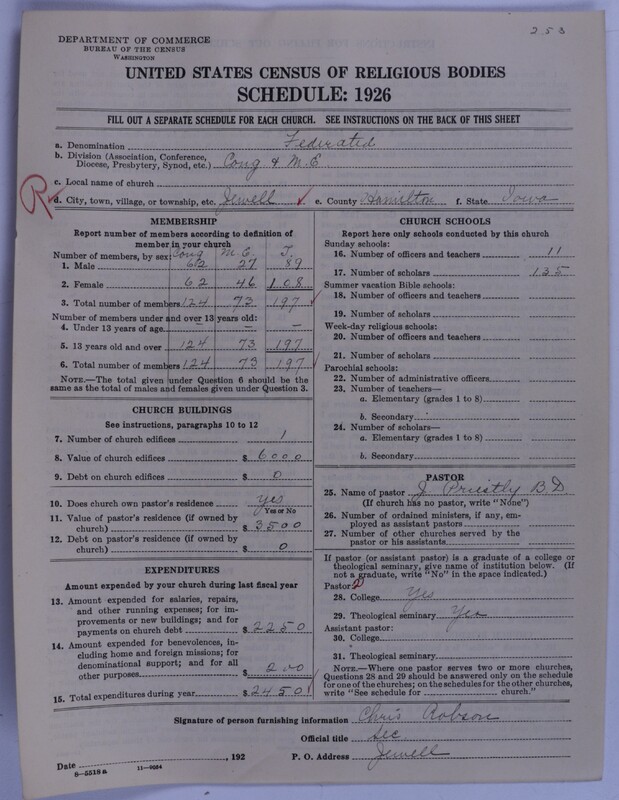 253
DEPARTMENT OF COMMERCE
BUREAU OF THE CENSUS
WASHINGTON
UNITED STATES CENSUS OF RELIGIOUS BODIES
SCHEDULE: 1926
FILL OUT A SEPARATE SCHEDULE FOR EACH CHURCH. SEE INSTRUCTIONS ON THE BACK OF THIS SHEET
a. Denomination Federated
b. Division (Association, Conference,
Diocese, Presbytery, Synod, etc.) Cong & M.E
c. Local name of church
R
d. City, town, village, or township, etc. Jewell e. County Hamilton f. State Iowa
MEMBERSHIP
Report number of members according to definition of
member in your church
Number of members, by sex: Cong M.E. T.
1. Male 62 27 89
2. Female 62 46 108
3. Total number of members 124 73 197
Number of members under and over 13 years old:
4. Under 13 years of age — — —
5. 13 years old and over 124 73 197
6. Total number of members 124 73 197
NOTE.—The total given under Question 6 should be the
same as the total of males and females given under Question 3.
CHURCH BUILDINGS
See instructions, paragraphs 10 to 12
7. Number of church edifices 1
8. Value of church edifices $ 6000
9. Debt on church edifices $ 0
10. Does church own pastor's residence Yes
Yes or No
11. Value of pastor's residence (if owned by
church) $ 3500
12. Debt on pastor's residence (if owned by
church) $ 0
EXPENDITURES
Amount expended by your church during last fiscal year
13. Amount expended for salaries, repairs,
and other running expenses; for im-
provements or new buildings; and for
payments on church debt $ 2250
14. Amount expended for benevolences, in-
cluding home and foreign missions; for
denominational support; and for all
other purposes $ 200
15. Total expenditures during year $ 2450
CHURCH SCHOOLS
Report here only schools conducted by this church
Sunday schools:
16. Number of officers and teachers 11
17. Number of scholars 135
Summer vacation Bible schools:
18. Number of officers and teachers
19. Number of scholars
Week-day religious schools:
20. Number of officers and teachers
21. Number of scholars
Parochial schools:
22. Number of administrative officers
23. Number of teachers—
a. Elementary (grades 1 to 8)
b. Secondary
24. Number of scholars—
a. Elementary (grades 1 to 8)
b. Secondary
PASTOR
25. Name of pastor J Priestly B D
(If church has no pastor, write "None")
26. Number of ordained ministers, if any, em-
ployed as assistant pastors
27. Number of other churches served by the
pastor or his assistants
If pastor (or assistant pastor) is a graduate of a college or
theological seminary, give name of institution below. (If
not a graduate, write "No" in the space indicated.)
Pastor:
28. College Yes
29. Theological seminary Yes
Assistant pastor:
30. College
31. Theological seminary
NOTE.—Where one pastor serves two or more churches,
Questions 28 and 29 should be answered only on the schedule
for one of the churches; on the schedules for the other churches,
write "See schedule for church."
Signature of person furnishing information Chris Robson
Official title Sec
Date , 192 P. O. Address Jewell
8-5518a 11-9084